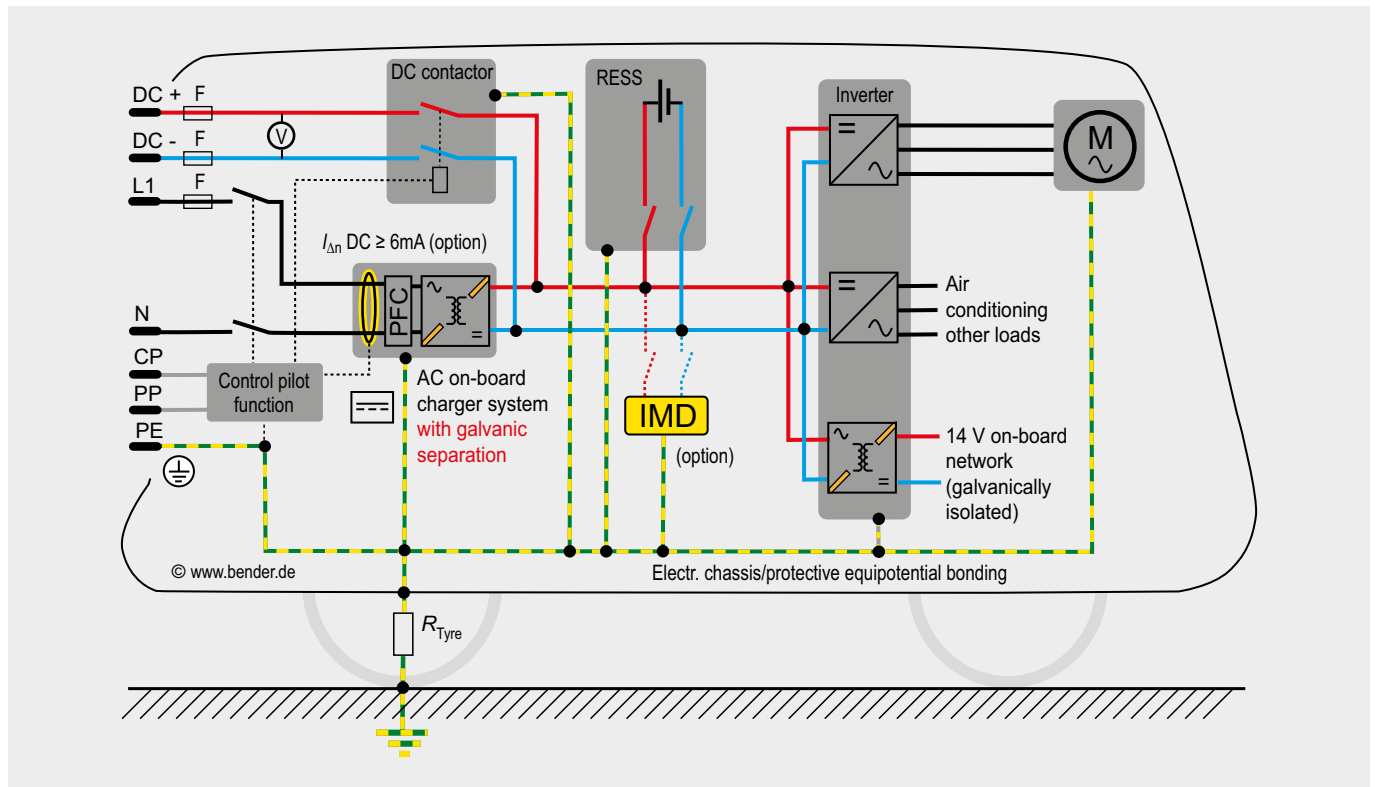 DC contactor
RESS
DC + F
Inverter
M
DC - F
V
L1 F
I∆n DC ≥ 6mA (option)
N
PFC
Air
conditioning
other loads
CP
PP
PE
Control pilot
function
AC on-board
charger system
with galvanic
separation
IMD
(option)
14 V on-board
network
(galvanically
isolated)
© www.bender.de
Electr. chassis/protective equipotential bonding
RTyre